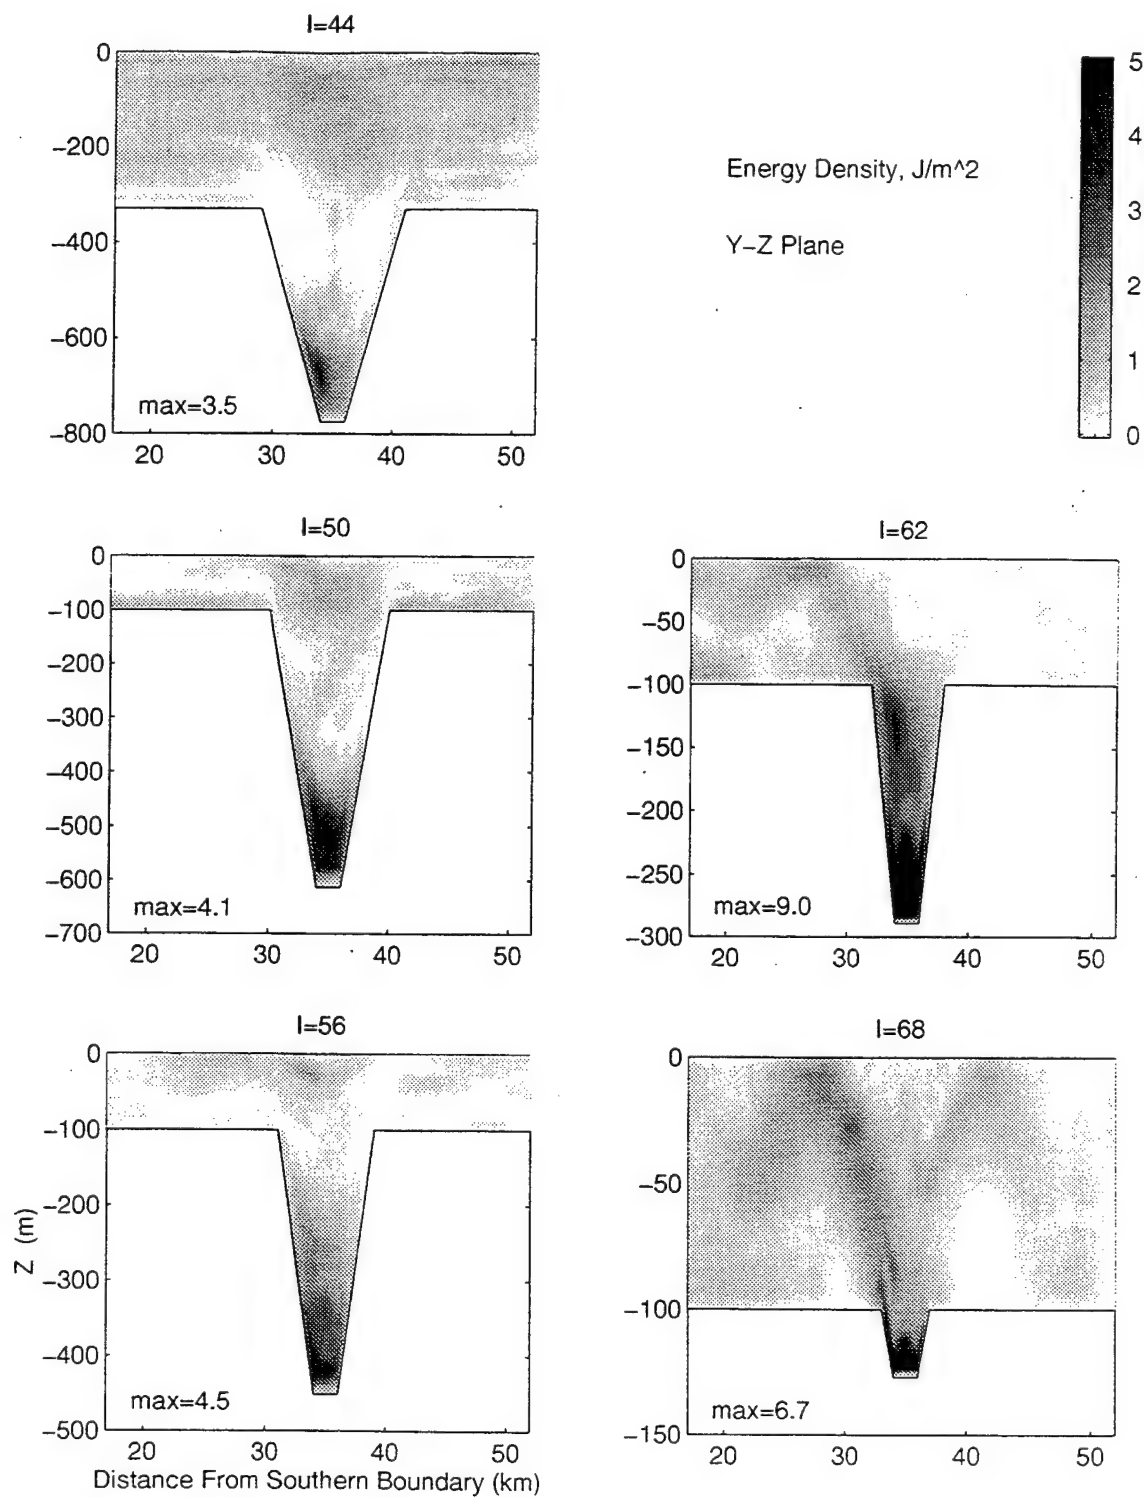 I=44
0
−200
−400
−600
−800
max=3.5
20 30 40 50
Energy Density, J/m^2
Y−Z Plane
5
4
3
2
1
0
I=50
0
−100
−200
−300
−400
−500
−600
−700
max=4.1
20 30 40 50
I=62
0
−50
−100
−150
−200
−250
−300
max=9.0
20 30 40 50
I=56
0
−100
−200
−300
−400
−500
Z (m)
max=4.5
20 30 40 50
Distance From Southern Boundary (km)
I=68
0
−50
−100
−150
max=6.7
20 30 40 50